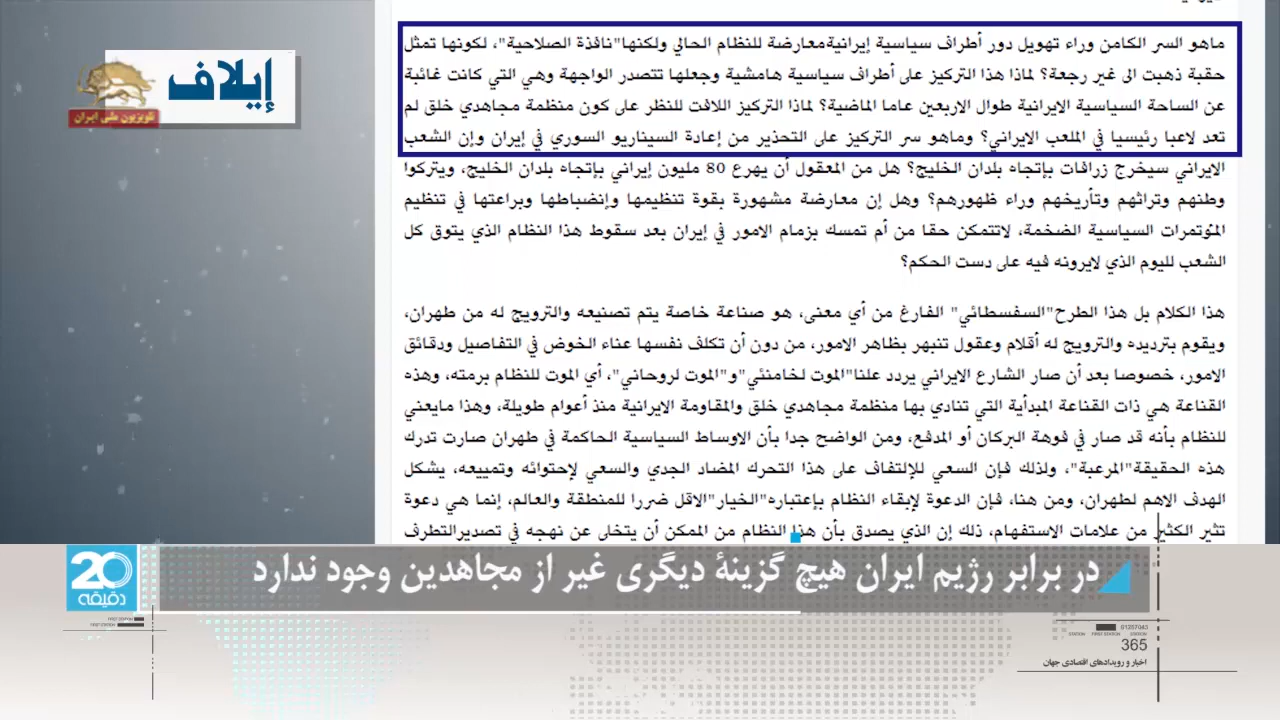 إيلاف
تلویزیون ملی ایران
ماهو السر الكامن وراء تهويل دور أطراف سياسية إيرانيةمعارضة للنظام الحالي ولكنها"نافذة الصلاحية"، لكونها تمثل
حقبة ذهبت الى غير رجعة؟ لماذا هذا التركيز على أطراف سياسية هامشية وجعلها تتصدر الواجهة وهي التي كانت غائبة
عن الساحة السياسية الايرانية طوال الاربعين عاما الماضية؟ لماذا التركيز اللافت للنظر على كون منظمة مجاهدي خلق لم
تعد لاعبا رئيسيا في الملعب الايراني؟ وماهو سر التركيز على التحذير من إعادة السيناريو السوري في إيران وإن الشعب
الايراني سيخرج زرافات بإتجاه بلدان الخليج؟ هل من المعقول أن يهرع 80 مليون إيراني بإتجاه بلدان الخليج، ويتركوا
وطنهم وتراثهم وتأريخهم وراء ظهورهم؟ وهل إن معارضة مشهورة بقوة تنظيمها وإنضباطها وبراعتها في تنظيم
المؤتمرات السياسية الضخمة، لاتتمكن حقا من أم تمسك بزمام الامور في إيران بعد سقوط هذا النظام الذي يتوق كل
الشعب لليوم الذي لايرونه فيه على دست الحكم؟
هذا الكلام بل هذا الطرح"السفسطائي" الفارغ من أي معنى، هو صناعة خاصة يتم تصنيعه والترويج له من طهران،
ويقوم بترديده والترويج له أقلام وعقول تنبهر بظاهر الامور، من دون أن تكلف نفسها عناء الخوض في التفاصيل ودقائق
الامور، خصوصا بعد أن صار الشارع الايراني يردد علنا"الموت لخامنئي"و"الموت لروحاني"، أي الموت للنظام برمته، وهذه
القناعة هي ذات القناعة المبدأية التي تنادي بها منظمة مجاهدي خلق والمقاومة الايرانية منذ أعوام طويلة، وهذا مايعني
للنظام بأنه قد صار في فوهة البركان أو المدفع، ومن الواضح جدا بأن الاوساط السياسية الحاكمة في طهران صارت تدرك
هذه الحقيقة"المرعبة"، ولذلك فإن السعي للإلتفاف على هذا التحرك المضاد الجدي والسعي لإحتوائه وتمييعه، يشكل
الهدف الاهم لطهران، ومن هنا، فإن الدعوة لإبقاء النظام بإعتباره"الخيار"الاقل ضررا للمنطقة والعالم، إنما هي دعوة
تثير الكثير من علامات الاستفهام، ذلك إن الذي يصدق بأن هذا النظام من الممكن أن يتخلى عن نهجه في تصديرالتطرف
در برابر رژیم ایران هیچ گزینهٔ دیگری غیر از مجاهدین وجود ندارد
20
دقیقه
FIRST STATION
FIRST STATION
01257043
STATION FIRST STATION STATION
365
اخبار و رویدادهای اقتصادی جهان